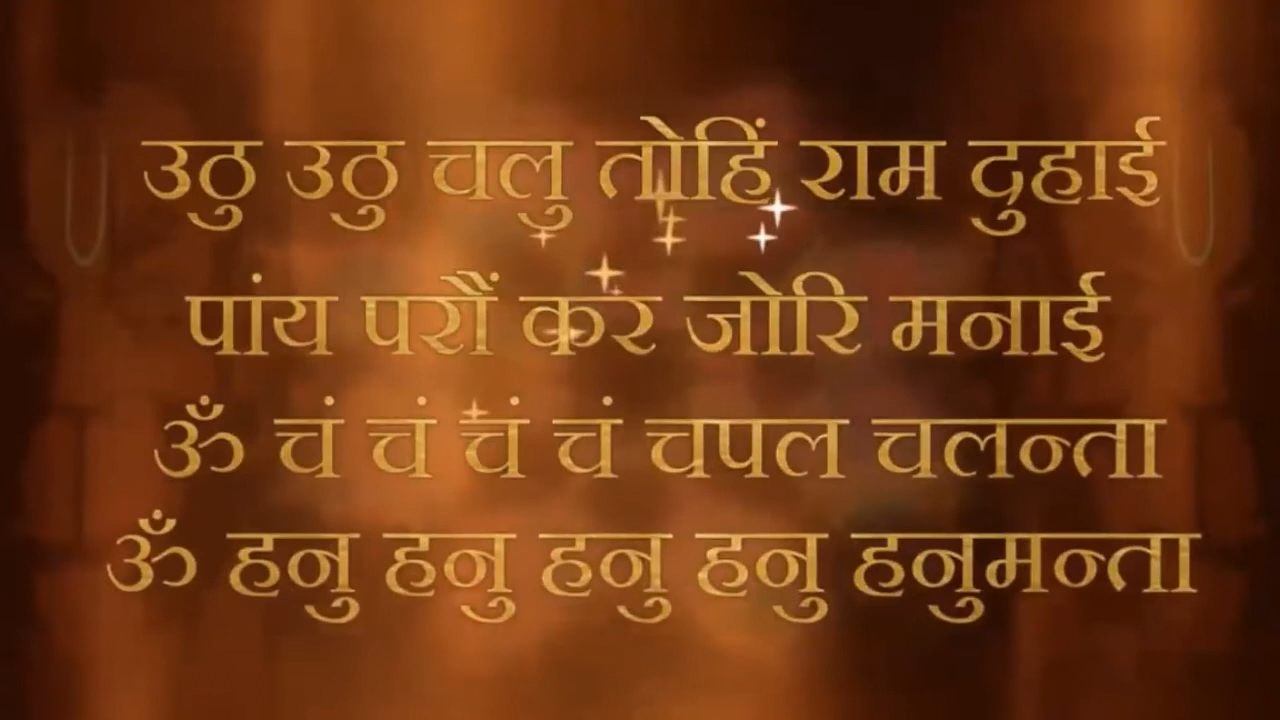 उठु उठु चलु तोहिं राम दुहाई
पांय परौं कर जोरि मनाई
ॐ चं चं चं चं चपल चलन्ता
ॐ हनु हनु हनु हनु हनुमन्ता